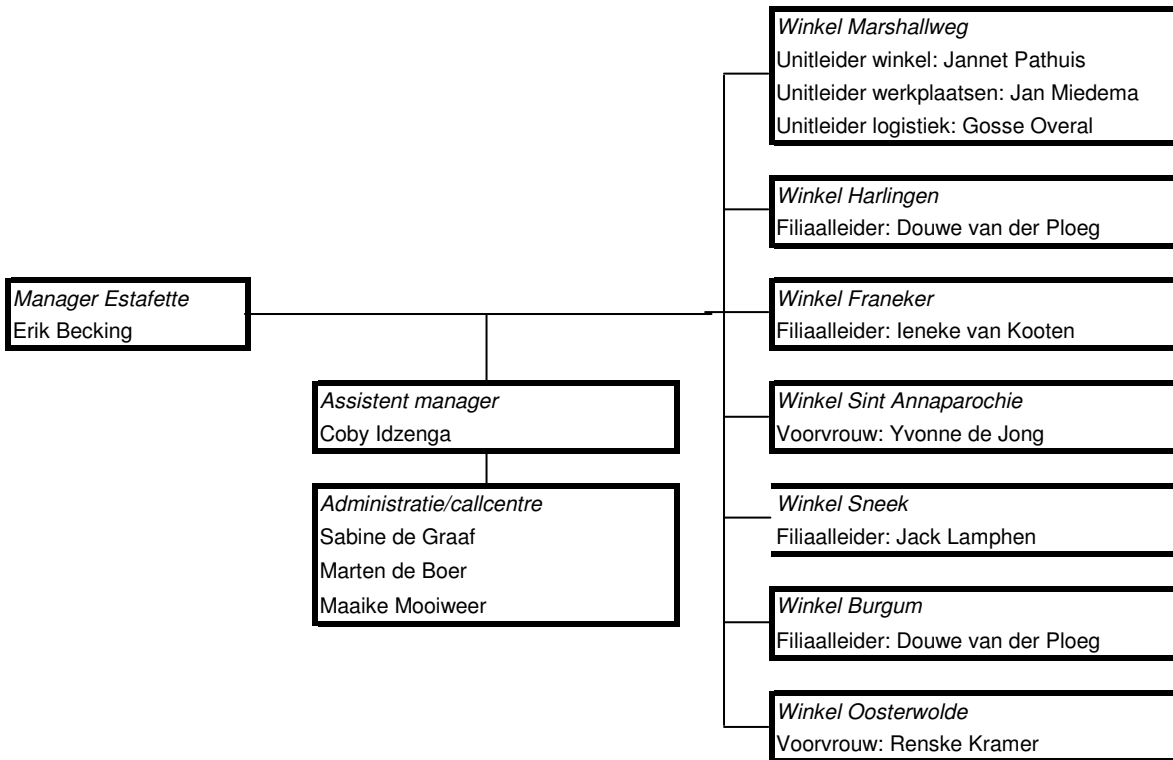 Manager Estafette
Erik Becking
Assistent manager
Coby Idzenga
Administratie/callcentre
Sabine de Graaf
Marten de Boer
Maaike Mooiweer
Winkel Marshallweg
Unitleider winkel: Jannet Pathuis
Unitleider werkplaatsen: Jan Miedema
Unitleider logistiek: Gosse Overal
Winkel Harlingen
Filiaalleider: Douwe van der Ploeg
Winkel Franeker
Filiaalleider: Ieneke van Kooten
Winkel Sint Annaparochie
Voorvrouw: Yvonne de Jong
Winkel Sneek
Filiaalleider: Jack Lamphen
Winkel Burgum
Filiaalleider: Douwe van der Ploeg
Winkel Oosterwolde
Voorvrouw: Renske Kramer